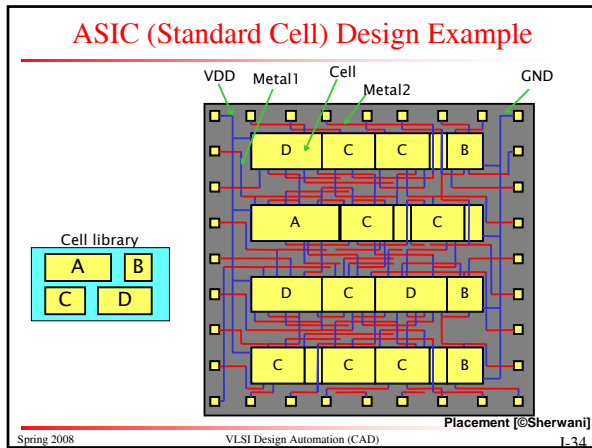 ASIC (Standard Cell) Design Example
VDD Metal1 Cell Metal2 GND
D C C B
A C C
Cell library
A B
C D
D C D B
C C C B
Placement [©Sherwani]
Spring 2008 VLSI Design Automation (CAD) I-34